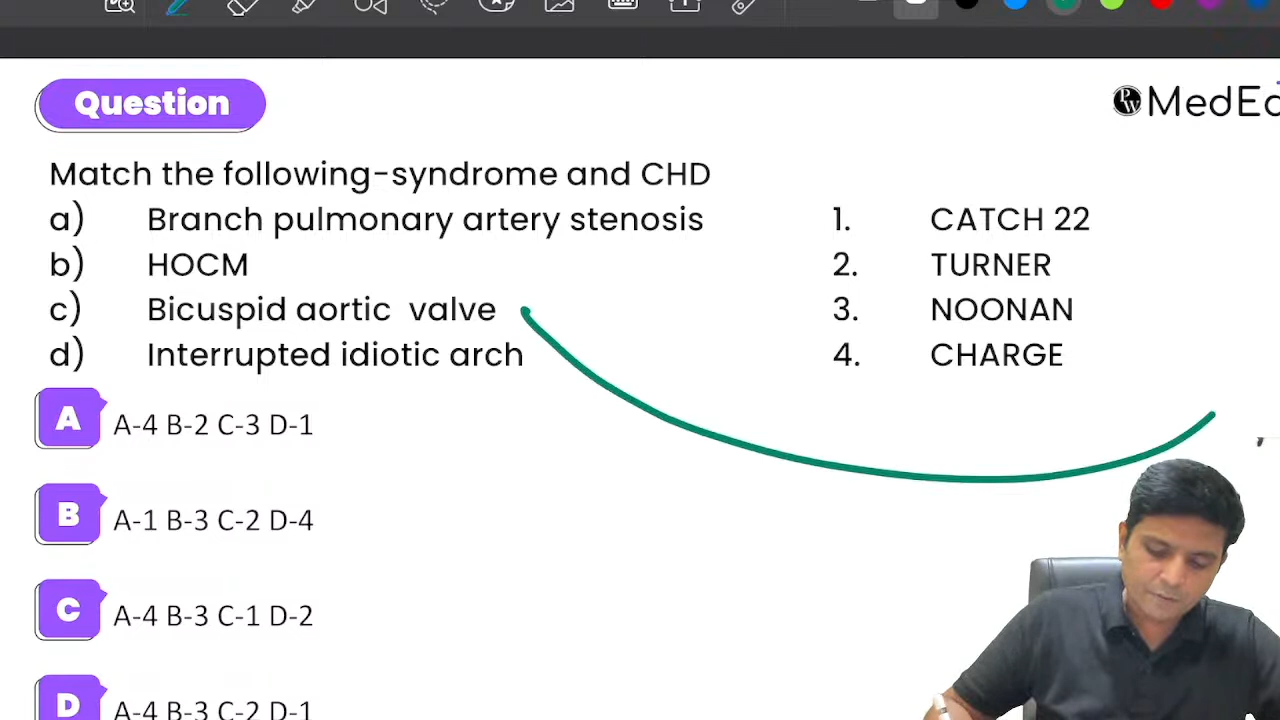 Question
PW MedEd
Match the following-syndrome and CHD
a) Branch pulmonary artery stenosis 1. CATCH 22
b) HOCM 2. TURNER
c) Bicuspid aortic valve 3. NOONAN
d) Interrupted idiotic arch 4. CHARGE
A A-4 B-2 C-3 D-1
B A-1 B-3 C-2 D-4
C A-4 B-3 C-1 D-2
D A-4 B-3 C-2 D-1